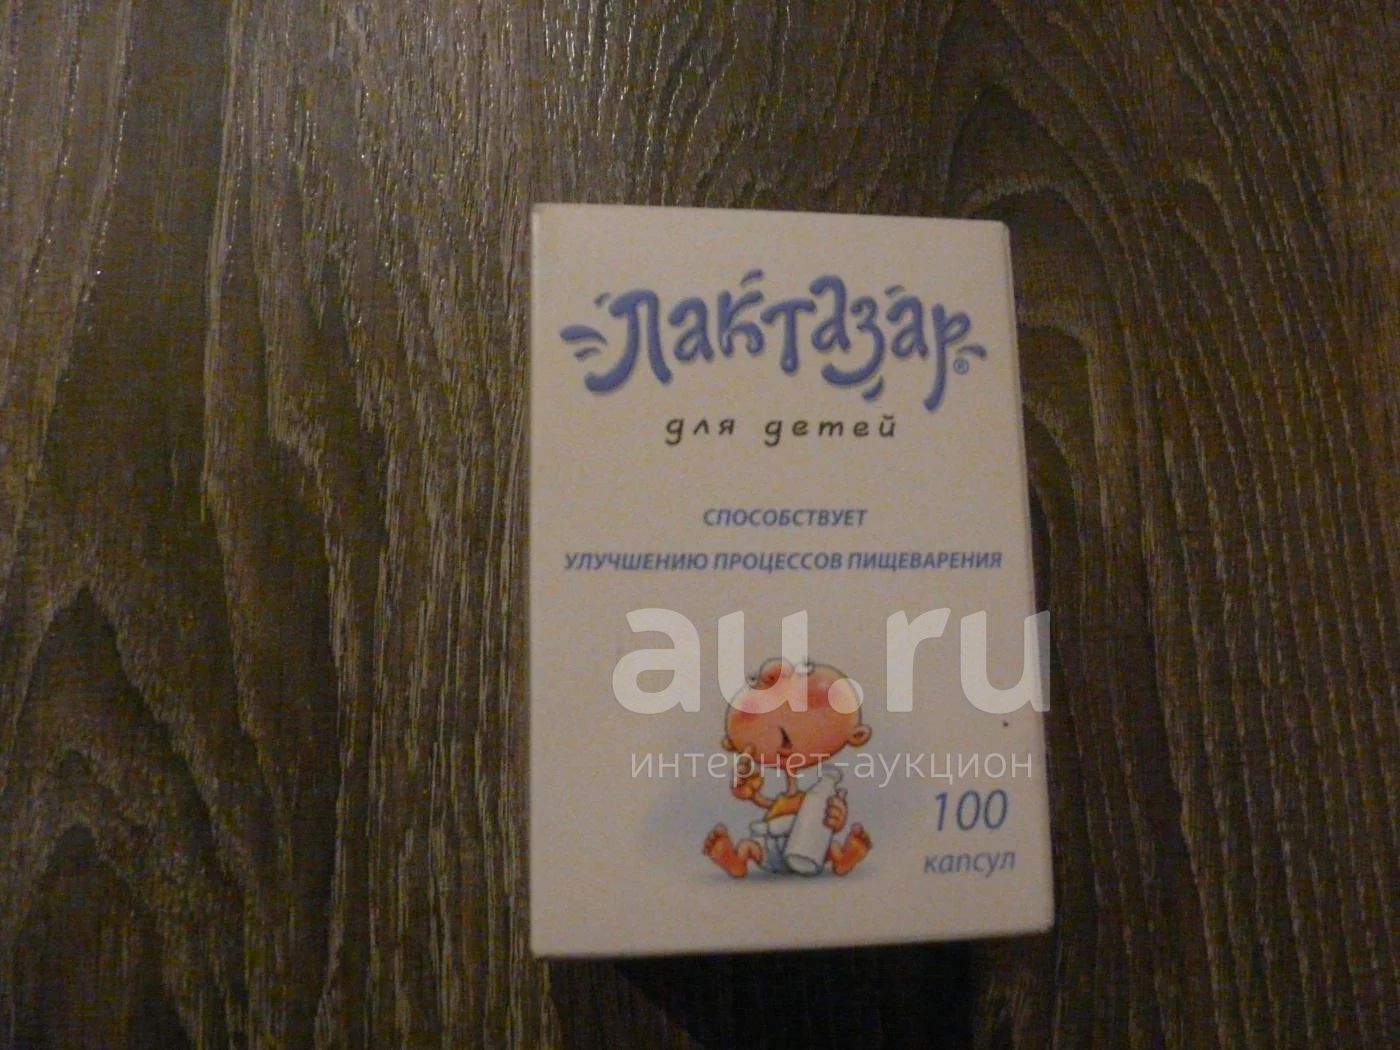 Лактазар®
для детей
СПОСОБСТВУЕТ
УЛУЧШЕНИЮ ПРОЦЕССОВ ПИЩЕВАРЕНИЯ
au.ru
интернет-аукцион
100
капсул